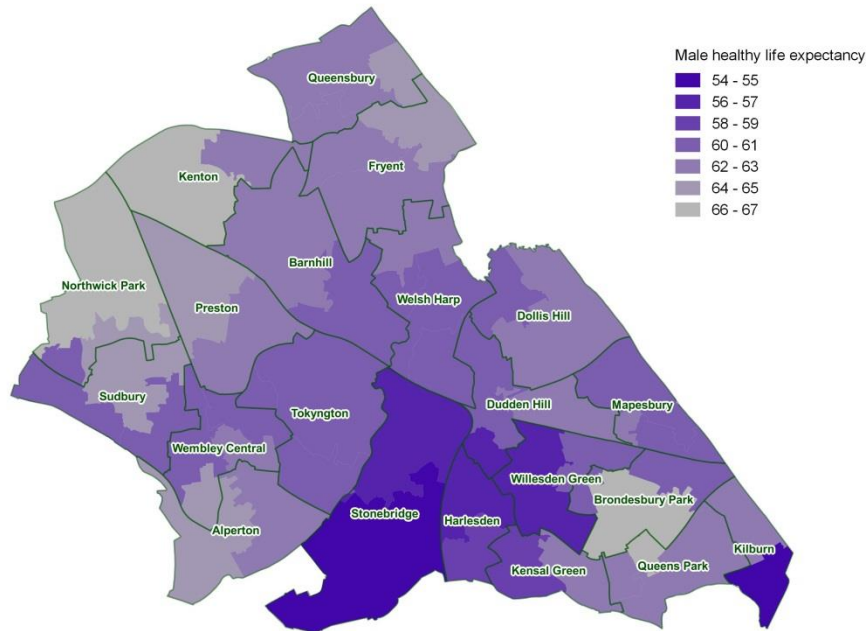 Male healthy life expectancy
54 - 55
56 - 57
58 - 59
60 - 61
62 - 63
64 - 65
66 - 67
Queensbury
Kenton
Fryent
Barnhill
Northwick Park
Preston
Welsh Harp
Dollis Hill
Sudbury
Tokyngton
Dudden Hill
Mapesbury
Wembley Central
Willesden Green
Brondesbury Park
Stonebridge
Harlesden
Alperton
Kilburn
Kensal Green
Queens Park